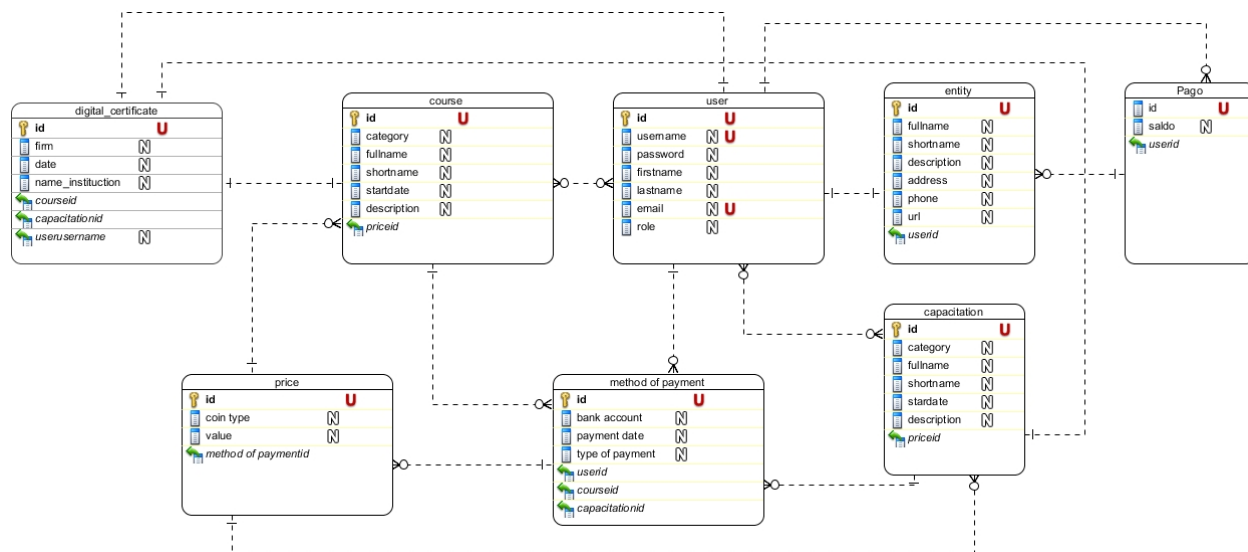 digital_certificate
id U
firm N
date N
name_instituction N
courseid
capacitationid
userusername N
course
id U
category N
fullname N
shortname N
startdate N
description N
priceid
user
id U
username N U
password N
firstname N
lastname N
email N U
role N
entity
id U
fullname N
shortname N
description N
address N
phone N
url N
userid
Pago
id U
saldo N
userid
price
id U
coin type N
value N
method of paymentid
method of payment
id U
bank account N
payment date N
type of payment N
userid
courseid
capacitationid
capacitation
id U
category N
fullname N
shortname N
stardate N
description N
priceid